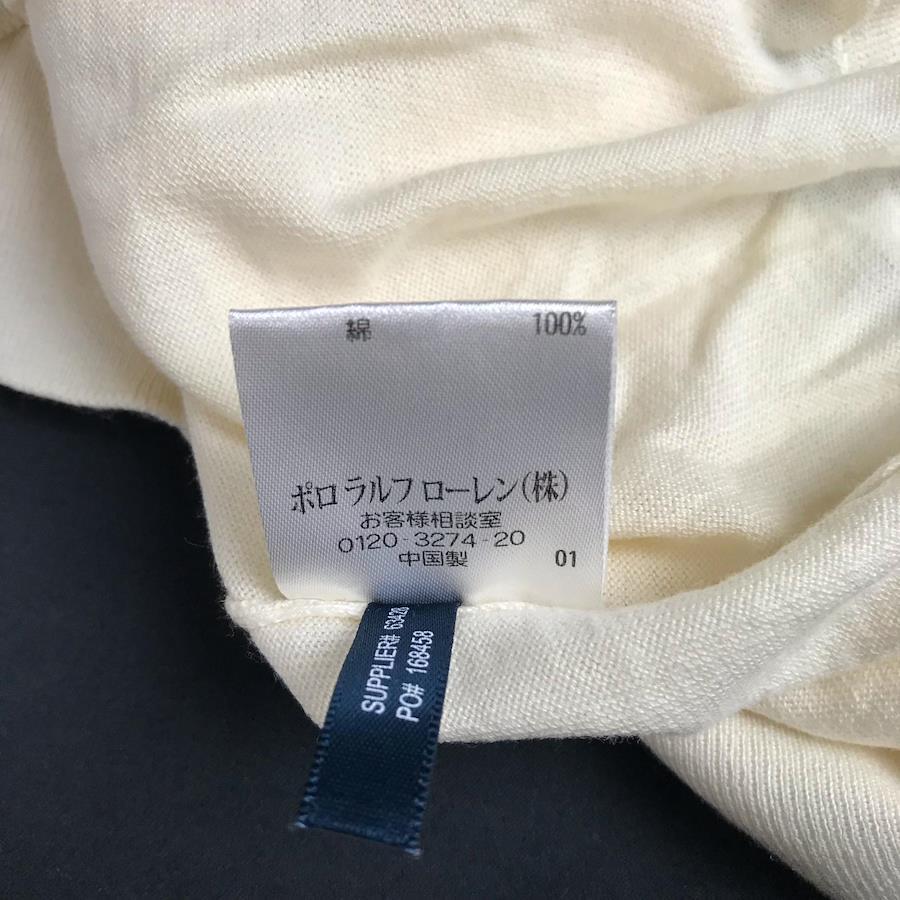 綿 100%
ポロ ラルフ ローレン(株)
お客様相談室
0120-3274-20
中国製 01
SUPPLIER# 63428
PO# 168458